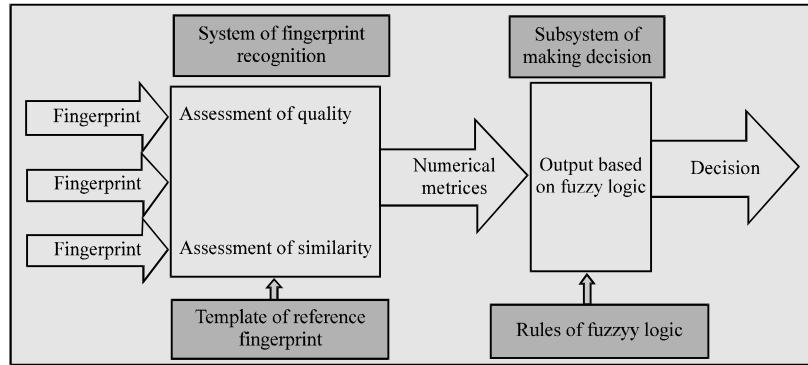 System of fingerprint
recognition
Subsystem of
making decision
Fingerprint
Fingerprint
Fingerprint
Assessment of quality
Assessment of similarity
Numerical
metrices
Output based
on fuzzy logic
Decision
Template of reference
fingerprint
Rules of fuzzyy logic